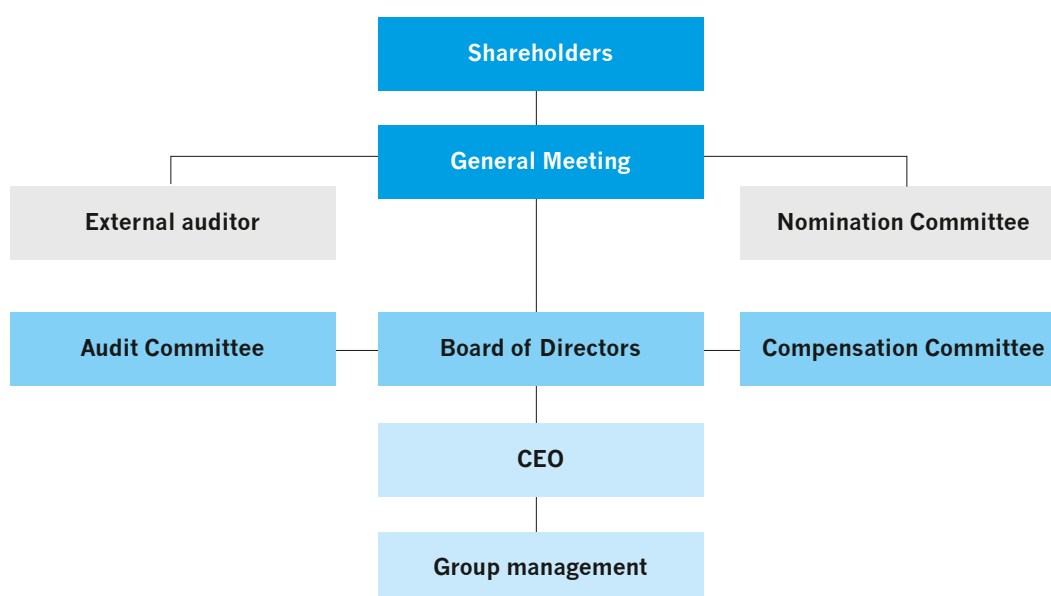 Shareholders
General Meeting
External auditor
Nomination Committee
Audit Committee
Board of Directors
Compensation Committee
CEO
Group management